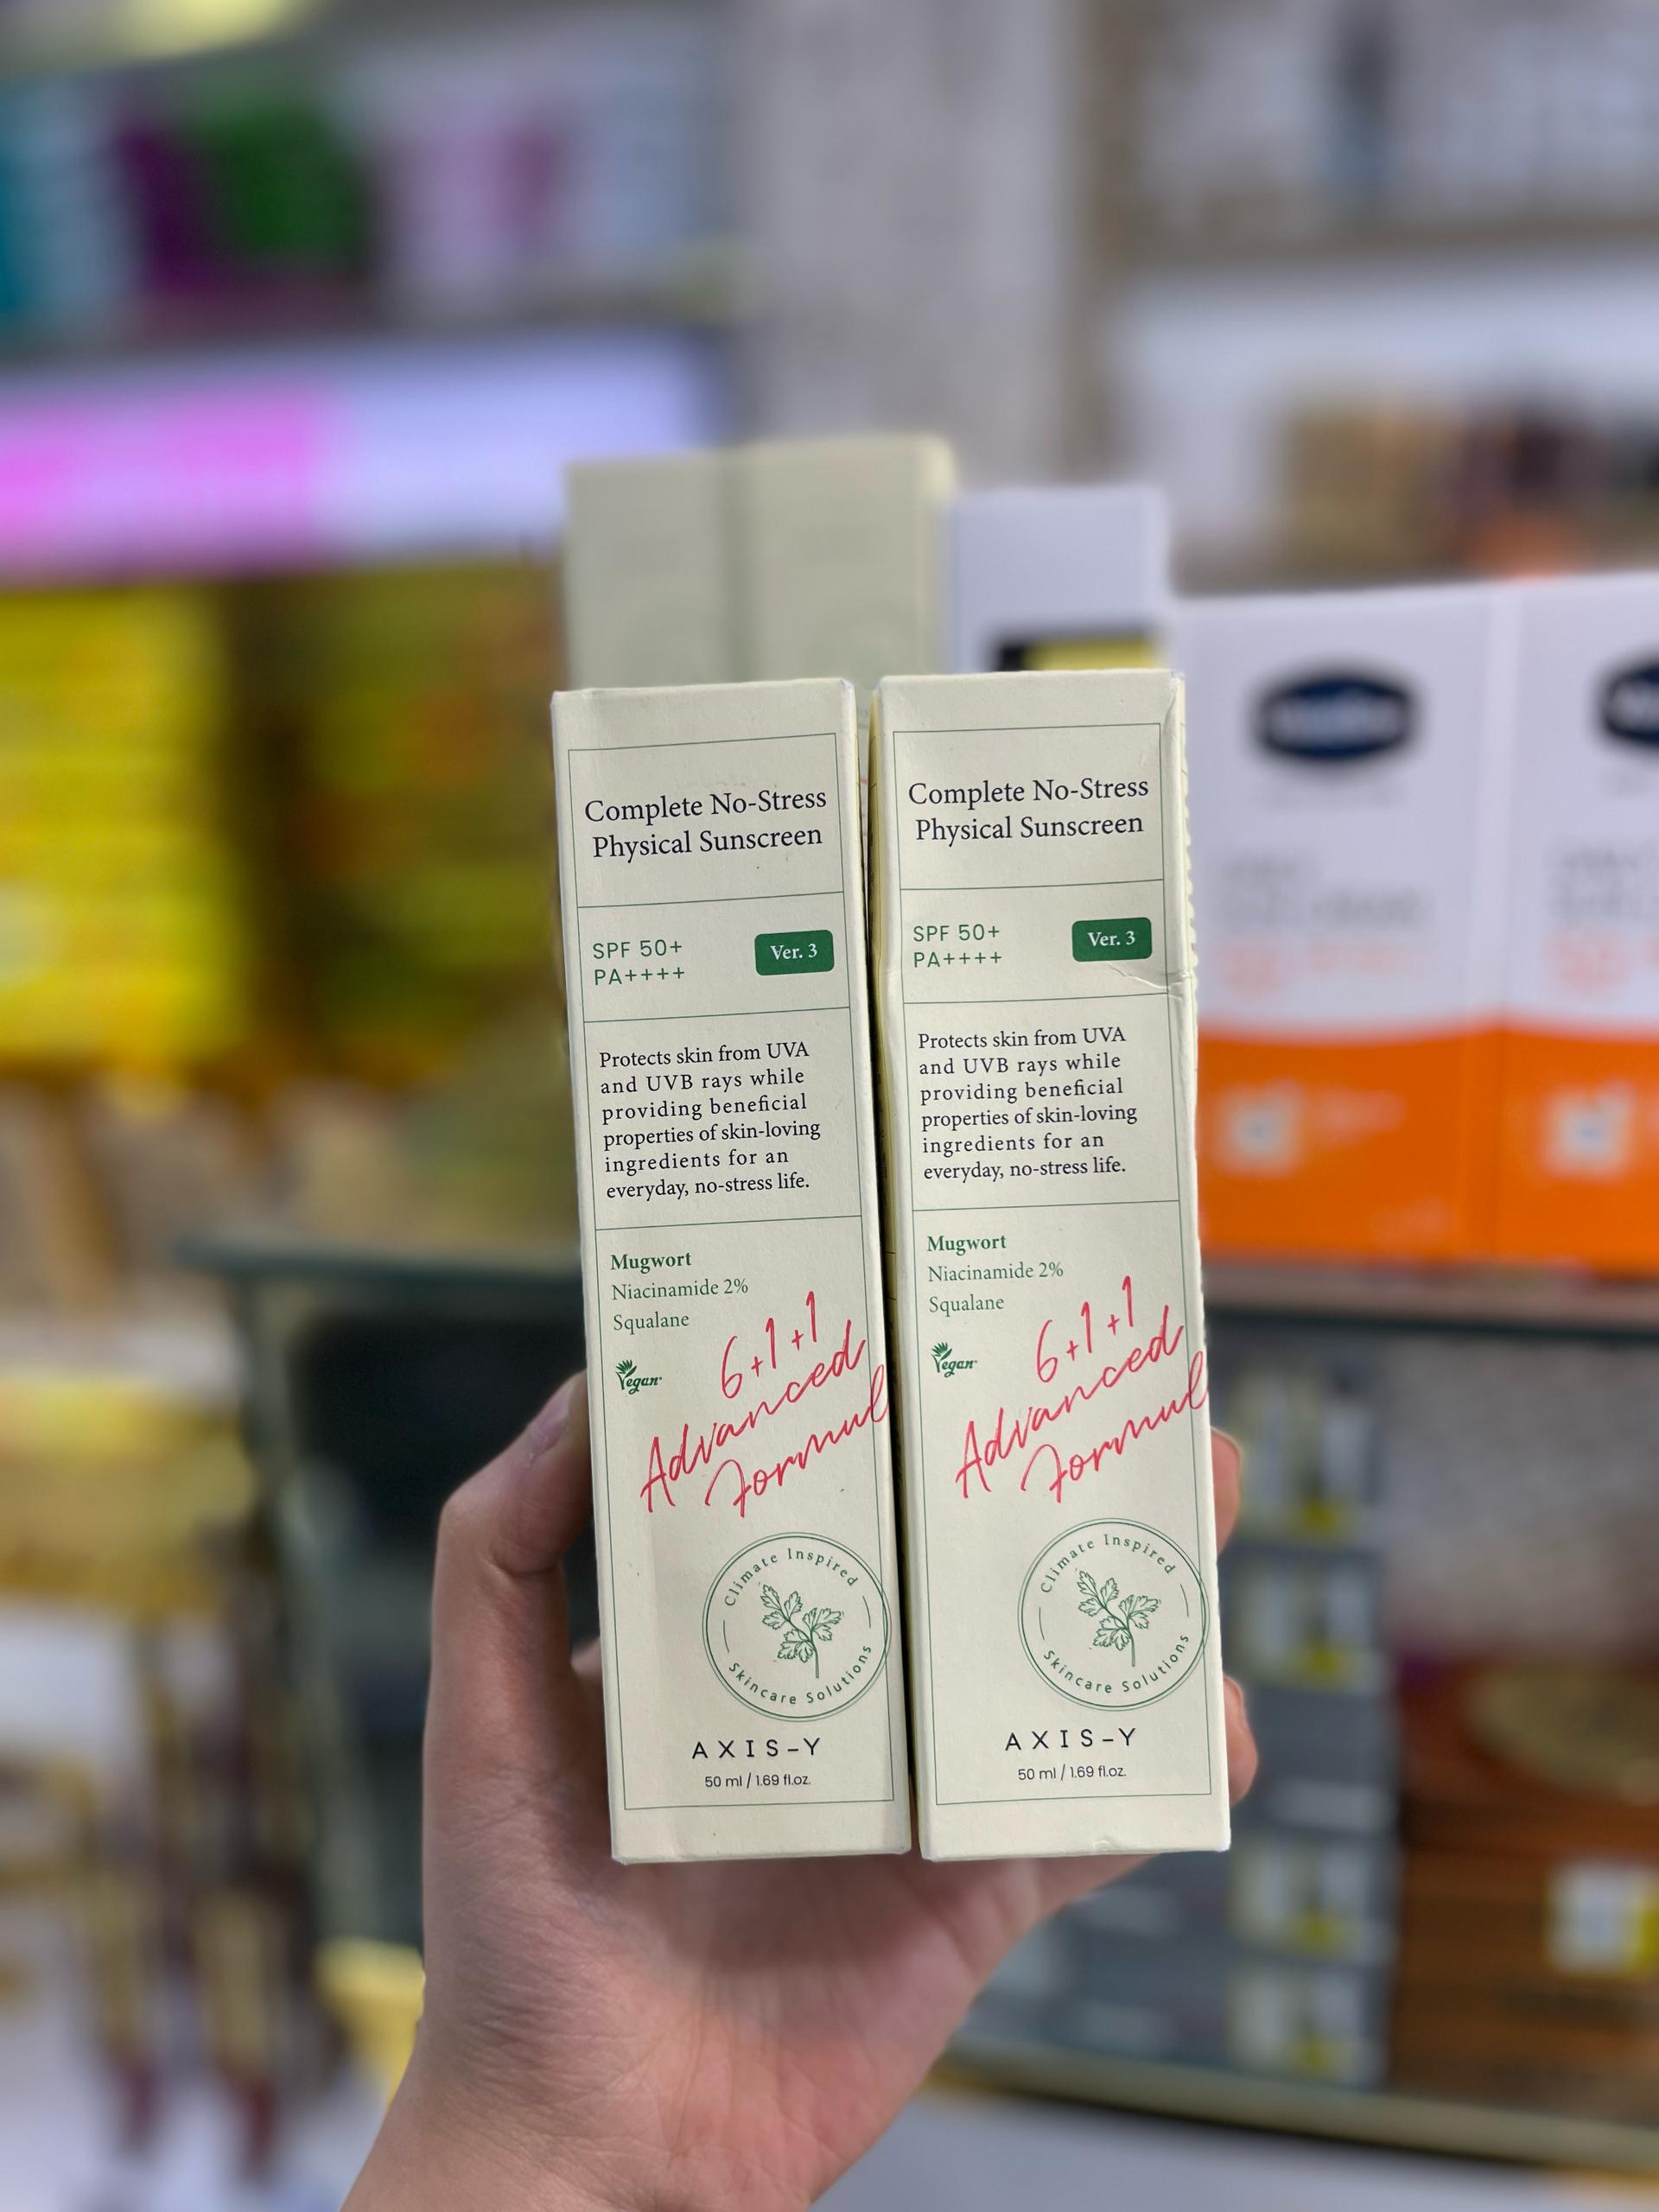 Complete No-Stress
Physical Sunscreen
SPF 50+
PA++++
Ver. 3
Protects skin from UVA
and UVB rays while
providing beneficial
properties of skin-loving
ingredients for an
everyday, no-stress life.
Mugwort
Niacinamide 2%
Squalane
Vegan
6+1+1
Advanced
Formul
Climate Inspired
Skincare Solutions
AXIS-Y
50 ml / 1.69 fl.oz.
Complete No-Stress
Physical Sunscreen
SPF 50+
PA++++
Ver. 3
Protects skin from UVA
and UVB rays while
providing beneficial
properties of skin-loving
ingredients for an
everyday, no-stress life.
Mugwort
Niacinamide 2%
Squalane
Vegan
6+1+1
Advanced
Formul
Climate Inspired
Skincare Solutions
AXIS-Y
50 ml / 1.69 fl.oz.